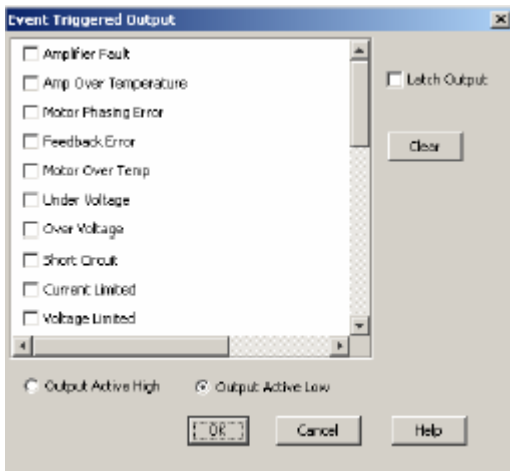 Event Triggered Output
Amplifier Fault
Amp Over Temperature
Latch Output
Motor Phasing Error
Feedback Error
Clear
Motor Over Temp
Under Voltage
Over Voltage
Short Circuit
Current Limited
Voltage Limited
Output Active High
Output Active Low
OK
Cancel
Help